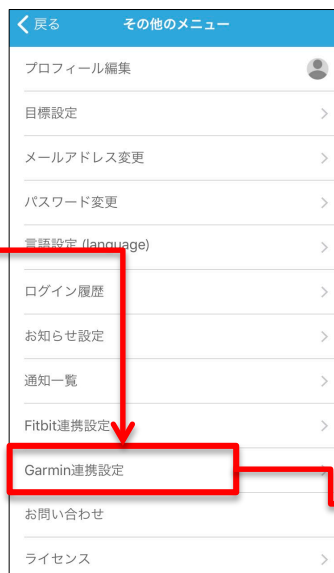 戻る その他のメニュー
プロフィール編集
目標設定
メールアドレス変更
パスワード変更
言語設定 (language)
ログイン履歴
お知らせ設定
通知一覧
Fitbit連携設定
Garmin連携設定
お問い合わせ
ライセンス